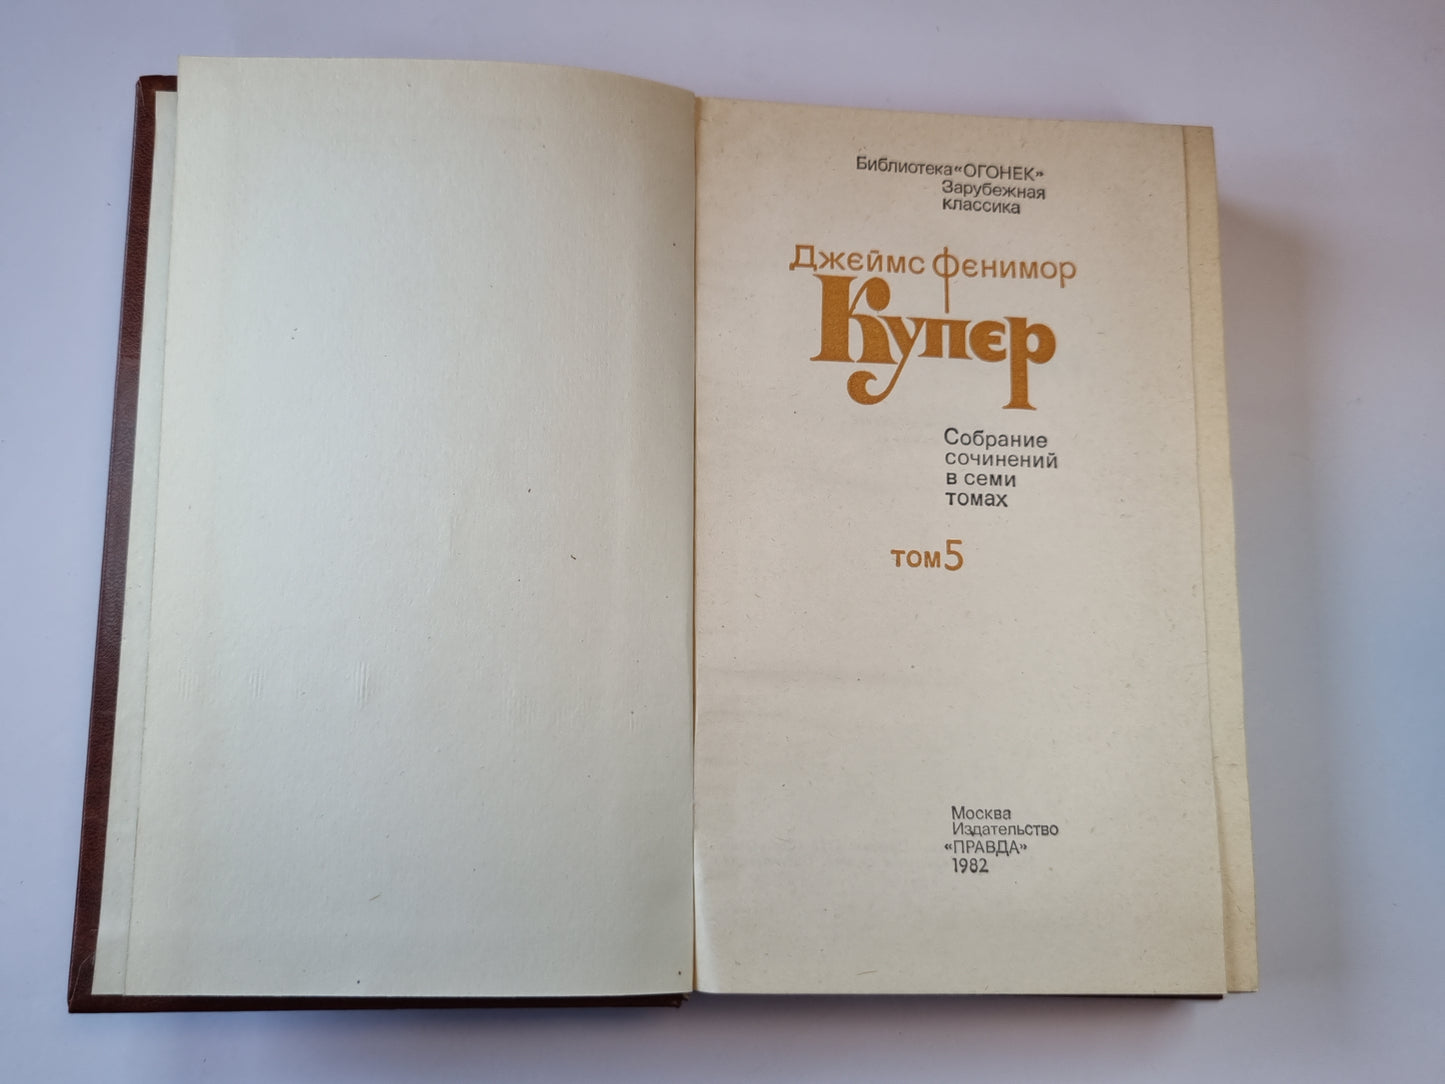 Библиотека «ОГОНЕК»
Зарубежная
классика
Джеймс Фенимор
Купер
Собрание
сочинений
в семи
томах
том 5
Москва
Издательство
«ПРАВДА»
1982